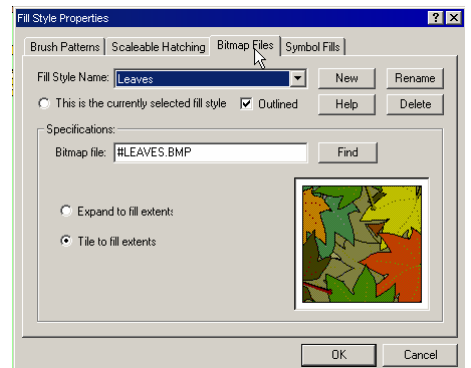 Fill Style Properties
Brush Patterns Scaleable Hatching Bitmap Files Symbol Fills
Fill Style Name: Leaves New Rename
This is the currently selected fill style Outlined Help Delete
Specifications:
Bitmap file: #LEAVES.BMP Find
Expand to fill extents
Tile to fill extents
OK Cancel